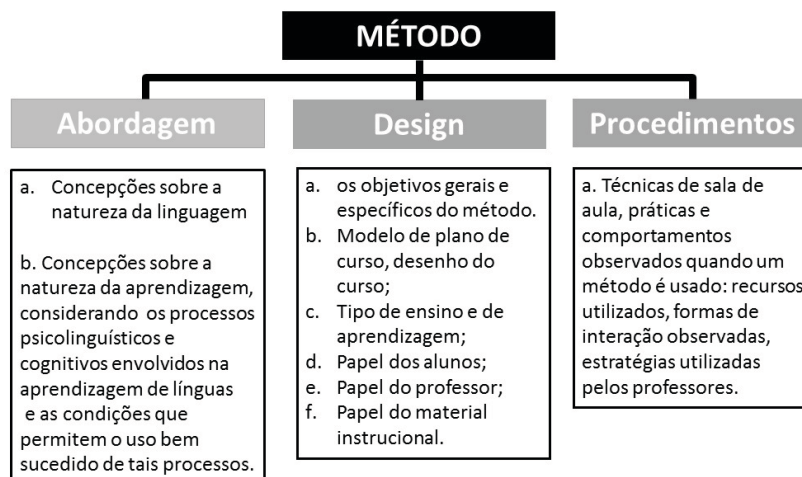 MÉTODO
Abordagem
a. Concepções sobre a
natureza da linguagem
b. Concepções sobre a
natureza da aprendizagem,
considerando os processos
psicolinguísticos e
cognitivos envolvidos na
aprendizagem de línguas
e as condições que
permitem o uso bem
sucedido de tais processos.
Design
a. os objetivos gerais e
específicos do método.
b. Modelo de plano de
curso, desenho do
curso;
c. Tipo de ensino e de
aprendizagem;
d. Papel dos alunos;
e. Papel do professor;
f. Papel do material
instrucional.
Procedimentos
a. Técnicas de sala de
aula, práticas e
comportamentos
observados quando um
método é usado: recursos
utilizados, formas de
interação observadas,
estratégias utilizadas
pelos professores.